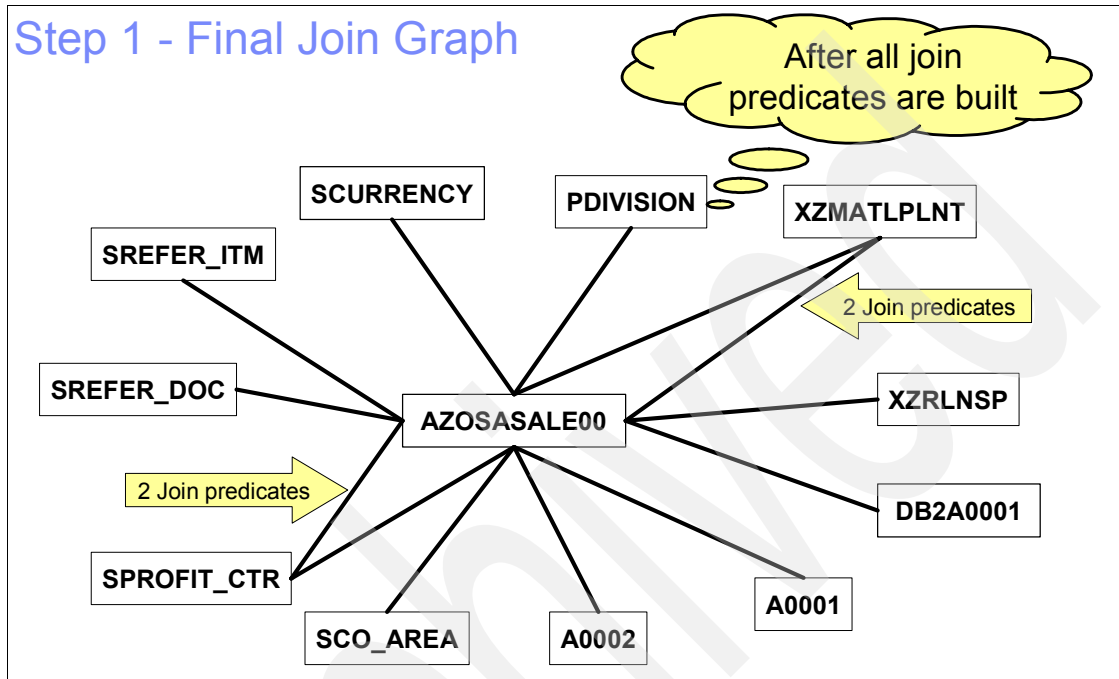 Step 1 - Final Join Graph
After all join
predicates are built
SCURRENCY
PDIVISION
XZMATLPLNT
SREFER_ITM
2 Join predicates
SREFER_DOC
AZOSASALE00
XZRLNSP
2 Join predicates
DB2A0001
SPROFIT_CTR
A0001
SCO_AREA
A0002